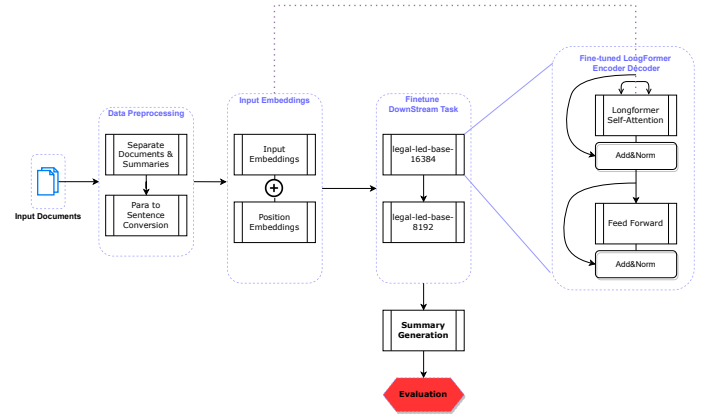 Input Documents
Data Preprocessing
Separate
Documents &
Summaries
Para to
Sentence
Conversion
Input Embeddings
Input
Embeddings
Position
Embeddings
Finetune
DownStream Task
legal-led-base-
16384
legal-led-base-
8192
Summary
Generation
Evaluation
Fine-tuned LongFormer
Encoder Decoder
Longformer
Self-Attention
Add&Norm
Feed Forward
Add&Norm